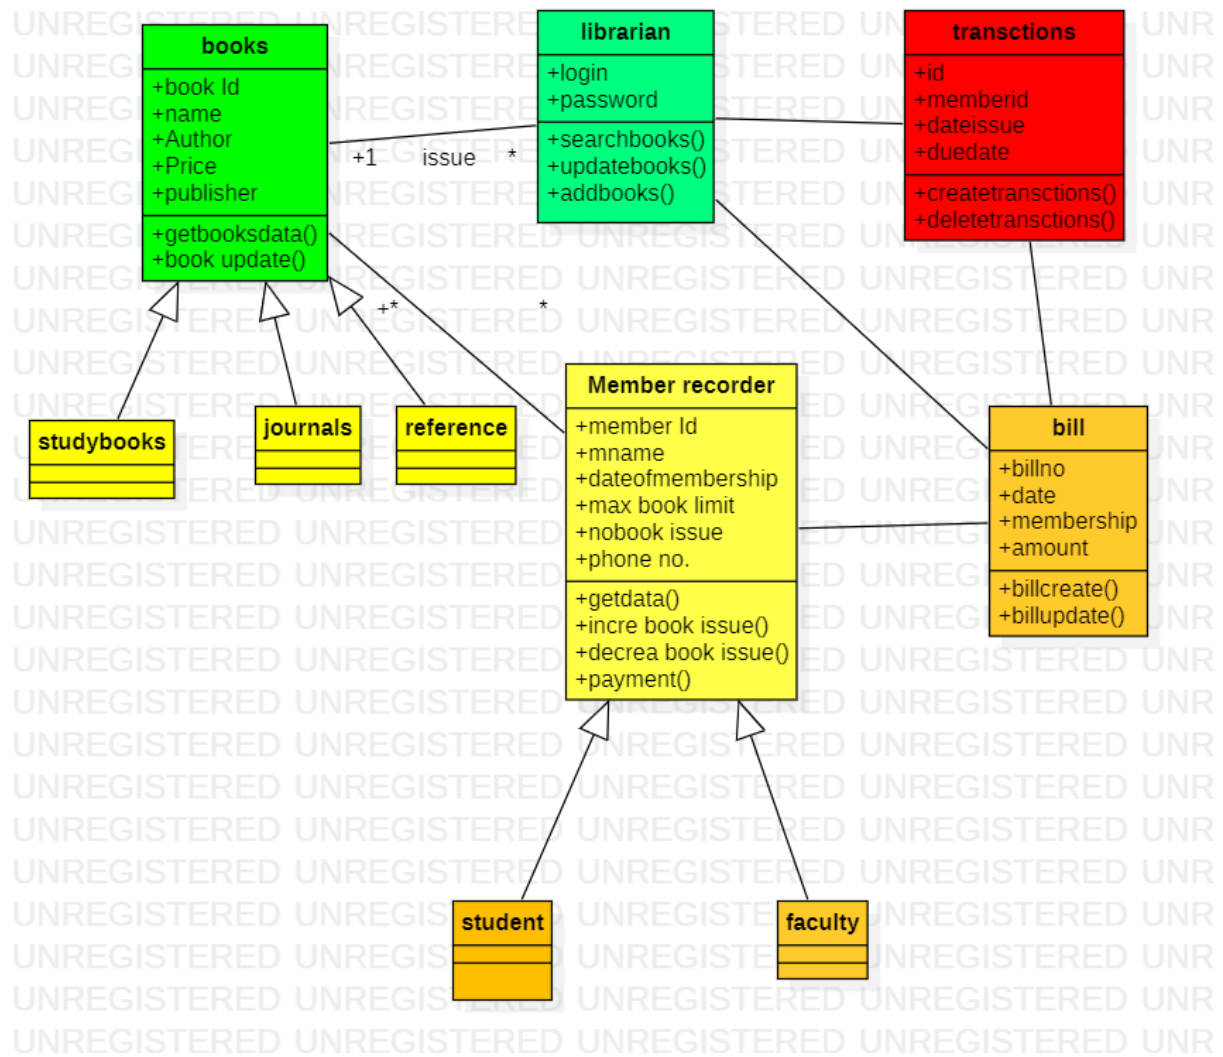 books
+book Id
+name
+Author
+Price
+publisher
+getbooksdata()
+book update()
+1 issue *
librarian
+login
+password
+searchbooks()
+updatebooks()
+addbooks()
transctions
+id
+memberid
+dateissue
+duedate
+createtransctions()
+deletetransctions()
+* *
studybooks
journals
reference
Member recorder
+member Id
+mname
+dateofmembership
+max book limit
+nobook issue
+phone no.
+getdata()
+incre book issue()
+decrea book issue()
+payment()
bill
+billno
+date
+membership
+amount
+billcreate()
+billupdate()
student
faculty
UNREGISTERED